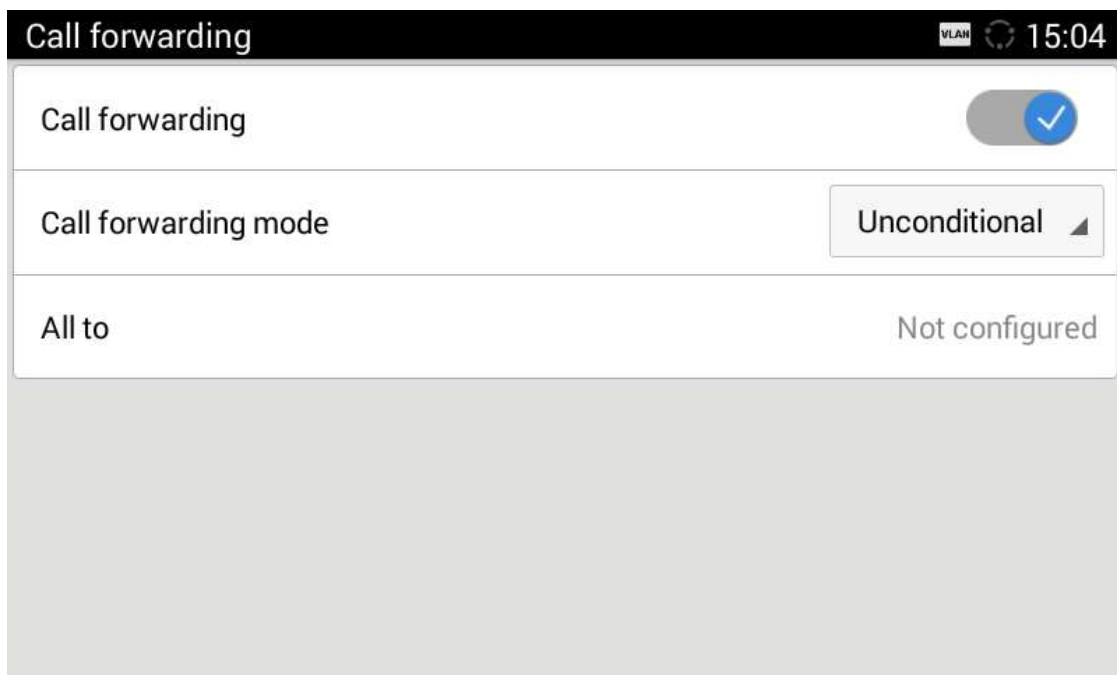 Call forwarding VLAN 15:04
Call forwarding
Call forwarding mode Unconditional
All to Not configured